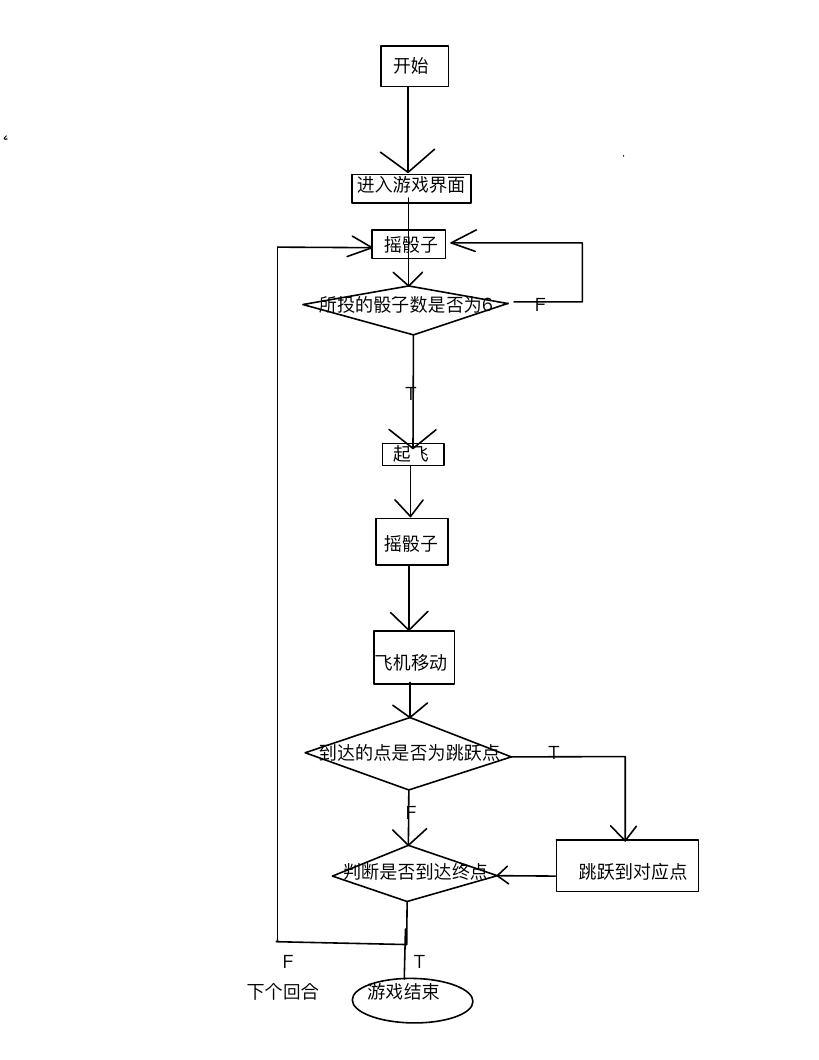 开始
进入游戏界面
摇骰子
所投的骰子数是否为6
F
T
起飞
摇骰子
飞机移动
到达的点是否为跳跃点
T
F
判断是否到达终点
跳跃到对应点
F
T
下个回合
游戏结束